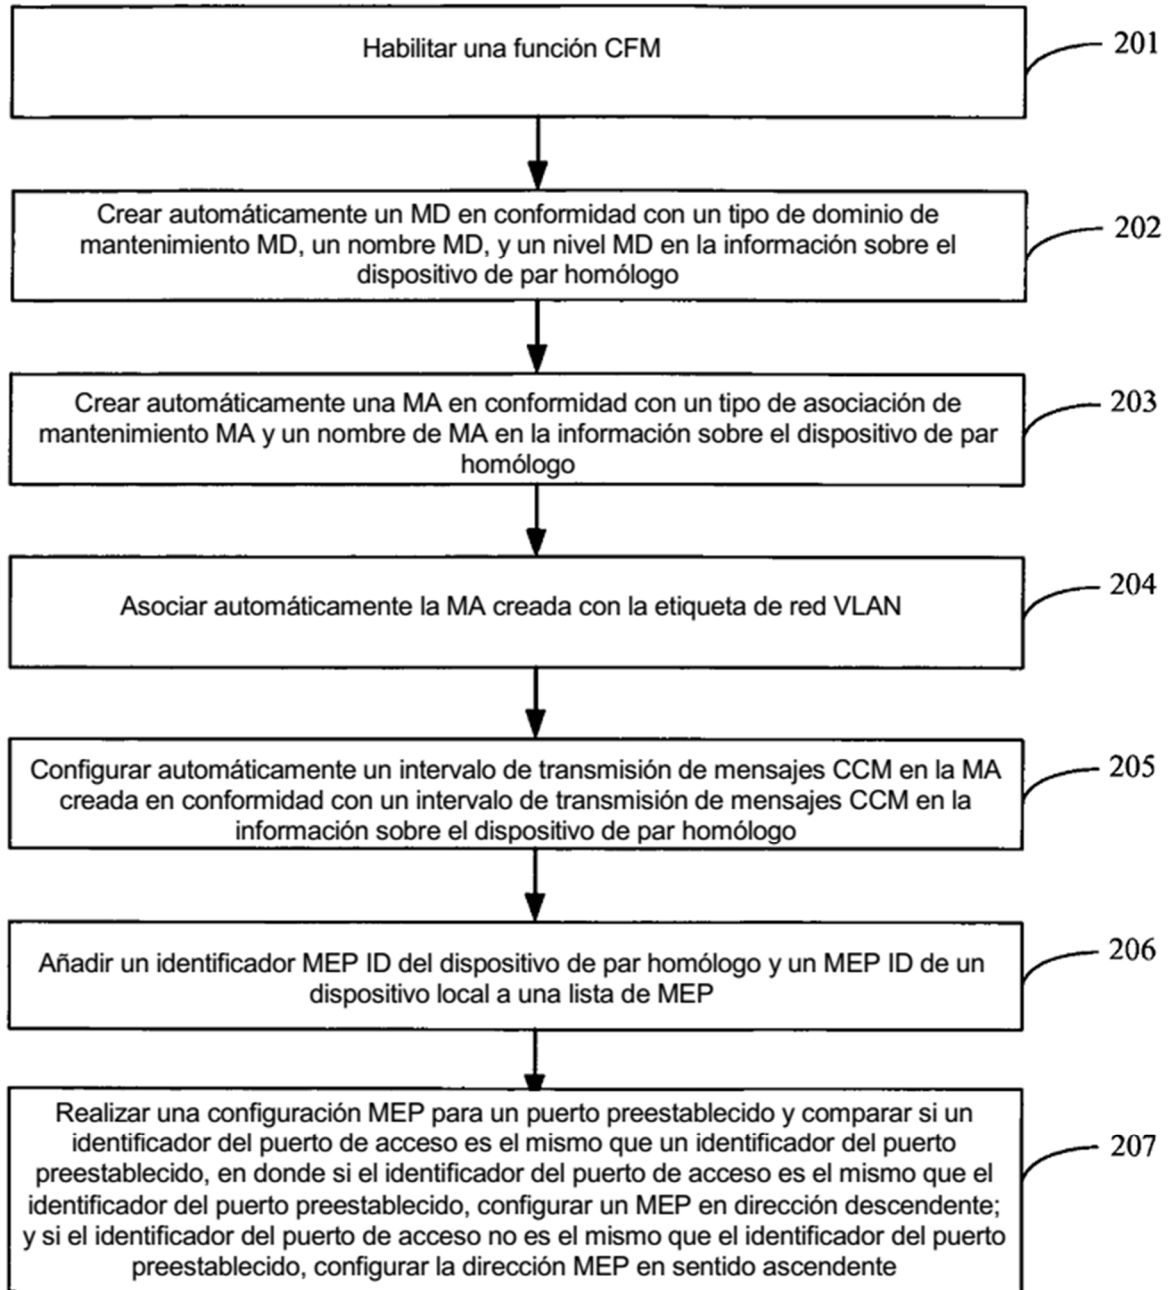 Habilitar una función CFM
201
Crear automáticamente un MD en conformidad con un tipo de dominio de
mantenimiento MD, un nombre MD, y un nivel MD en la información sobre el
dispositivo de par homólogo
202
Crear automáticamente una MA en conformidad con un tipo de asociación de
mantenimiento MA y un nombre de MA en la información sobre el dispositivo de par
homólogo
203
Asociar automáticamente la MA creada con la etiqueta de red VLAN
204
Configurar automáticamente un intervalo de transmisión de mensajes CCM en la MA
creada en conformidad con un intervalo de transmisión de mensajes CCM en la
información sobre el dispositivo de par homólogo
205
Añadir un identificador MEP ID del dispositivo de par homólogo y un MEP ID de un
dispositivo local a una lista de MEP
206
Realizar una configuración MEP para un puerto preestablecido y comparar si un
identificador del puerto de acceso es el mismo que un identificador del puerto
preestablecido, en donde si el identificador del puerto de acceso es el mismo que el
identificador del puerto preestablecido, configurar un MEP en dirección descendente;
y si el identificador del puerto de acceso no es el mismo que el identificador del puerto
preestablecido, configurar la dirección MEP en sentido ascendente
207